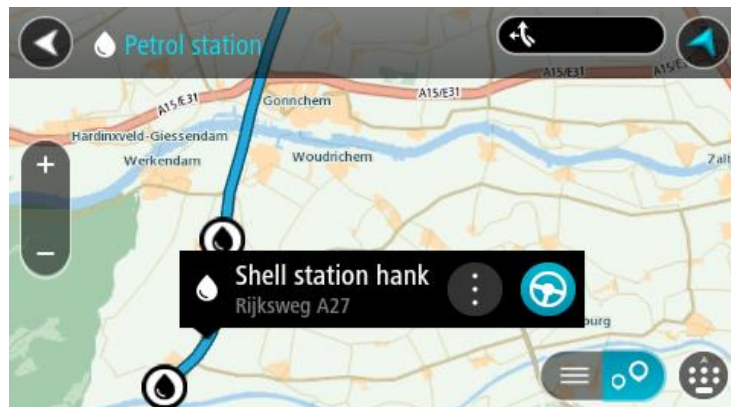 Petrol station
A15/E31
A15/E31
A15/E31
A15/E31
Gonnchem
Hardinxveld-Giessendam
Werkendam
Woudrichem
Zalt
Shell station hank
Rijksweg A27
burg
+
-